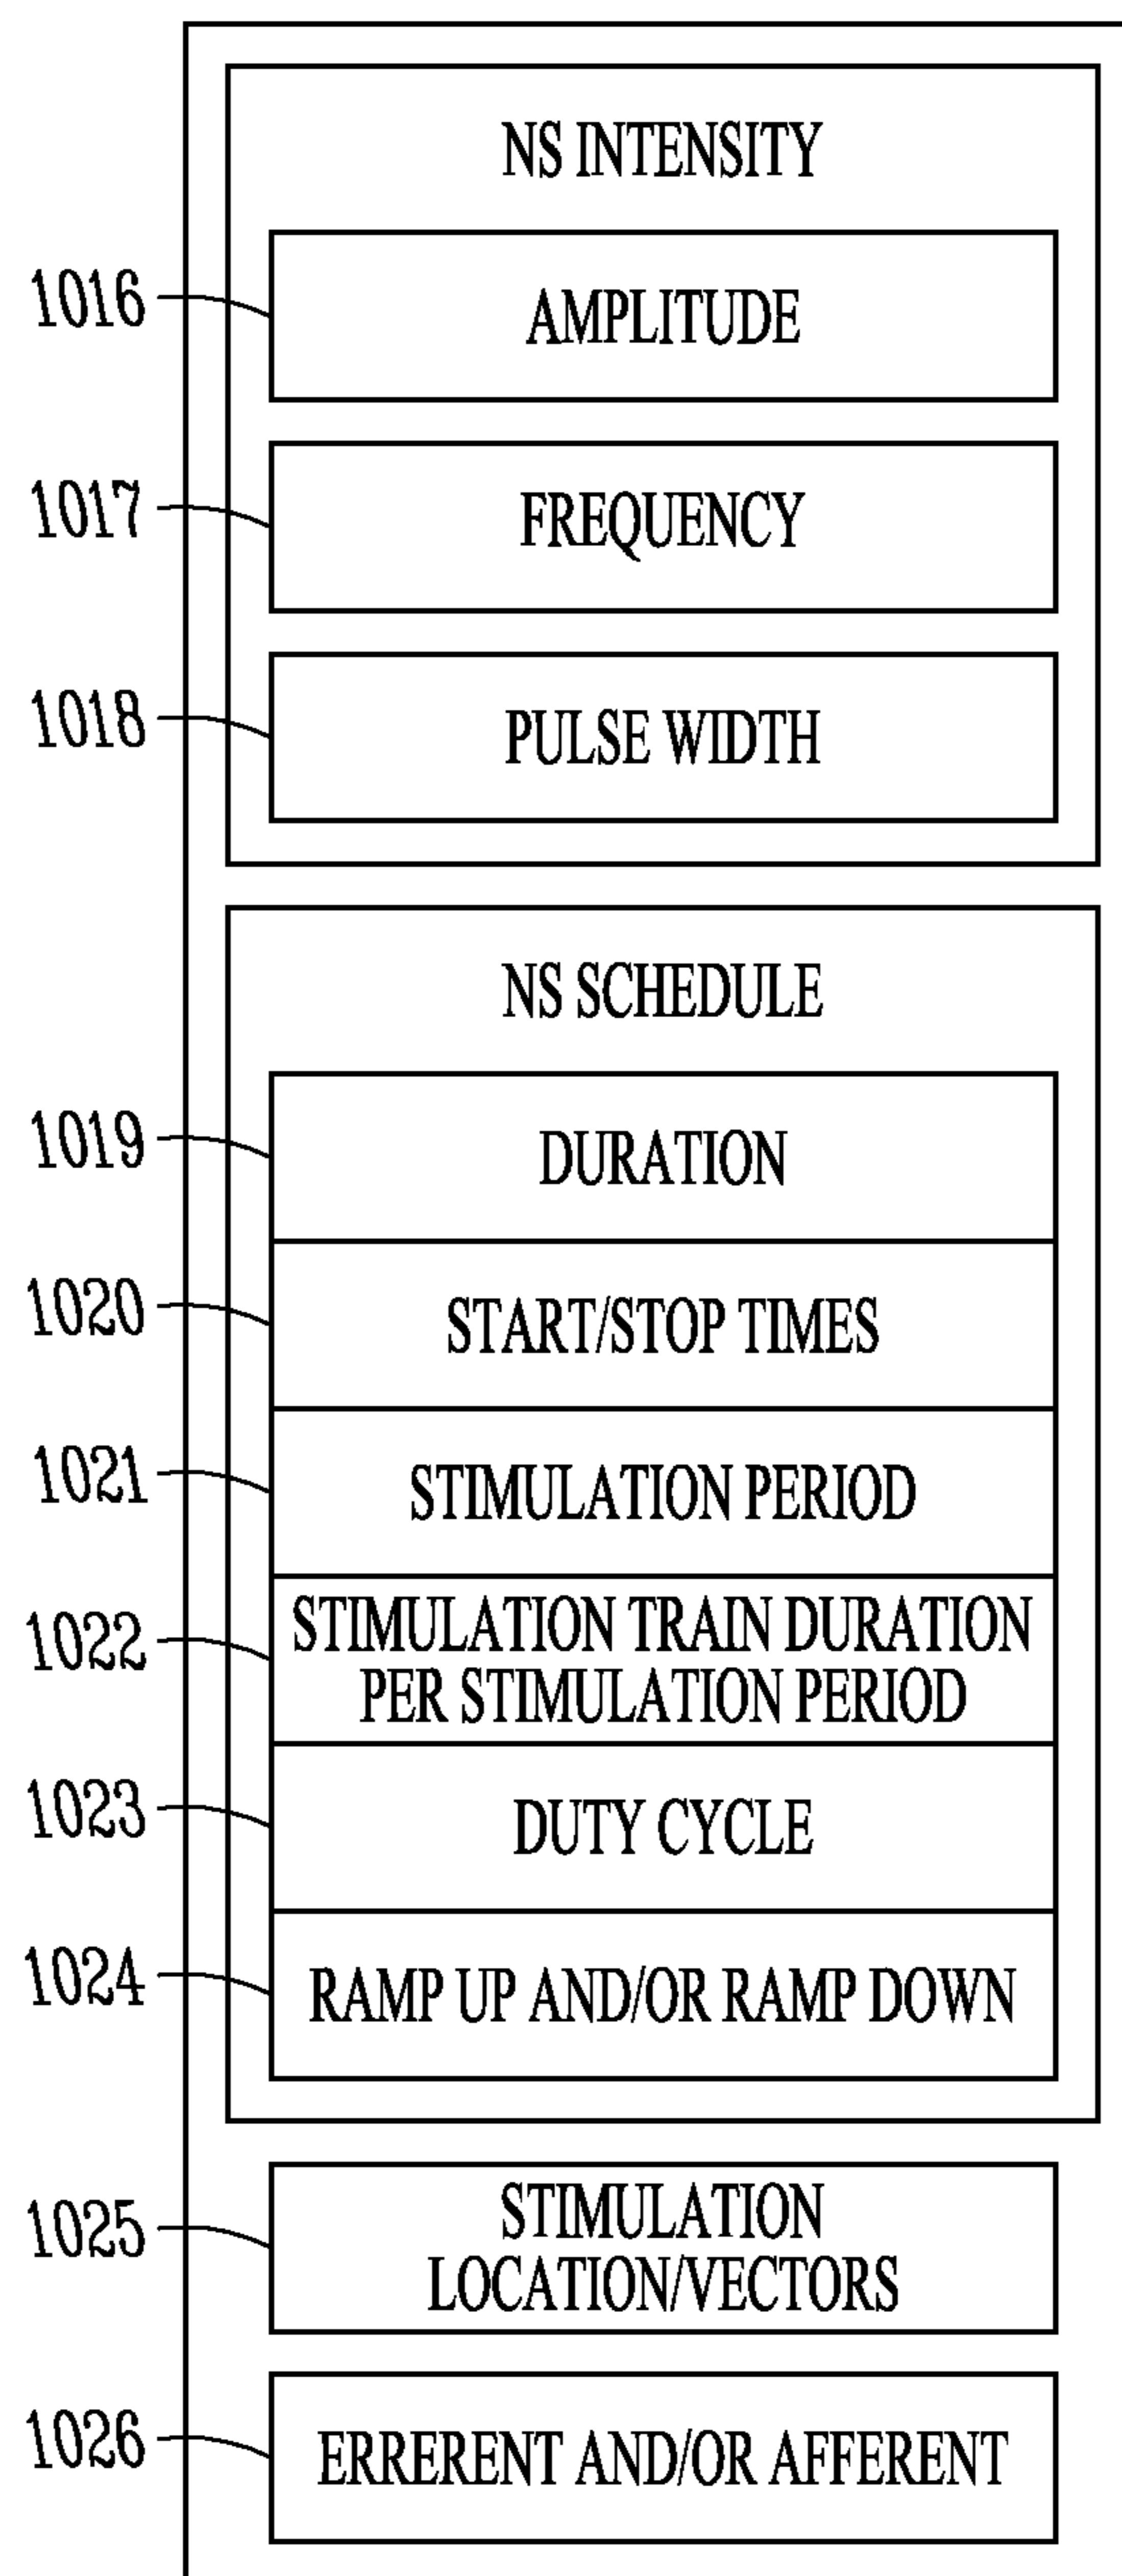 NS INTENSITY
1016
AMPLITUDE
1017
FREQUENCY
1018
PULSE WIDTH
NS SCHEDULE
1019
DURATION
1020
START/STOP TIMES
1021
STIMULATION PERIOD
1022
STIMULATION TRAIN DURATION
PER STIMULATION PERIOD
1023
DUTY CYCLE
1024
RAMP UP AND/OR RAMP DOWN
1025
STIMULATION
LOCATION/VECTORS
1026
ERRERENT AND/OR AFFERENT